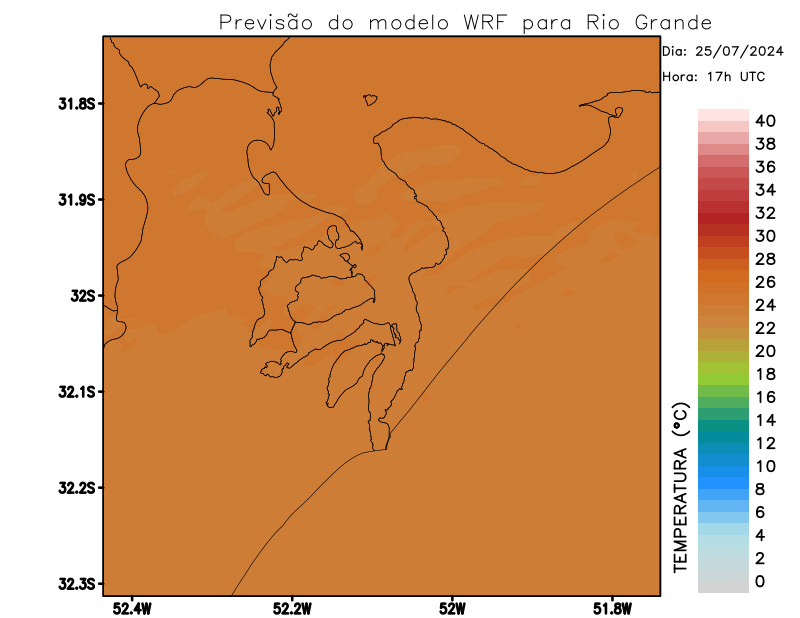 Previsão do modelo WRF para Rio Grande
Dia: 25/07/2024
Hora: 17h UTC
31.8S
31.9S
32S
32.1S
32.2S
32.3S
52.4W
52.2W
52W
51.8W
40
38
36
34
32
30
28
26
24
22
20
18
16
14
12
10
8
6
4
2
0
TEMPERATURA (°C)